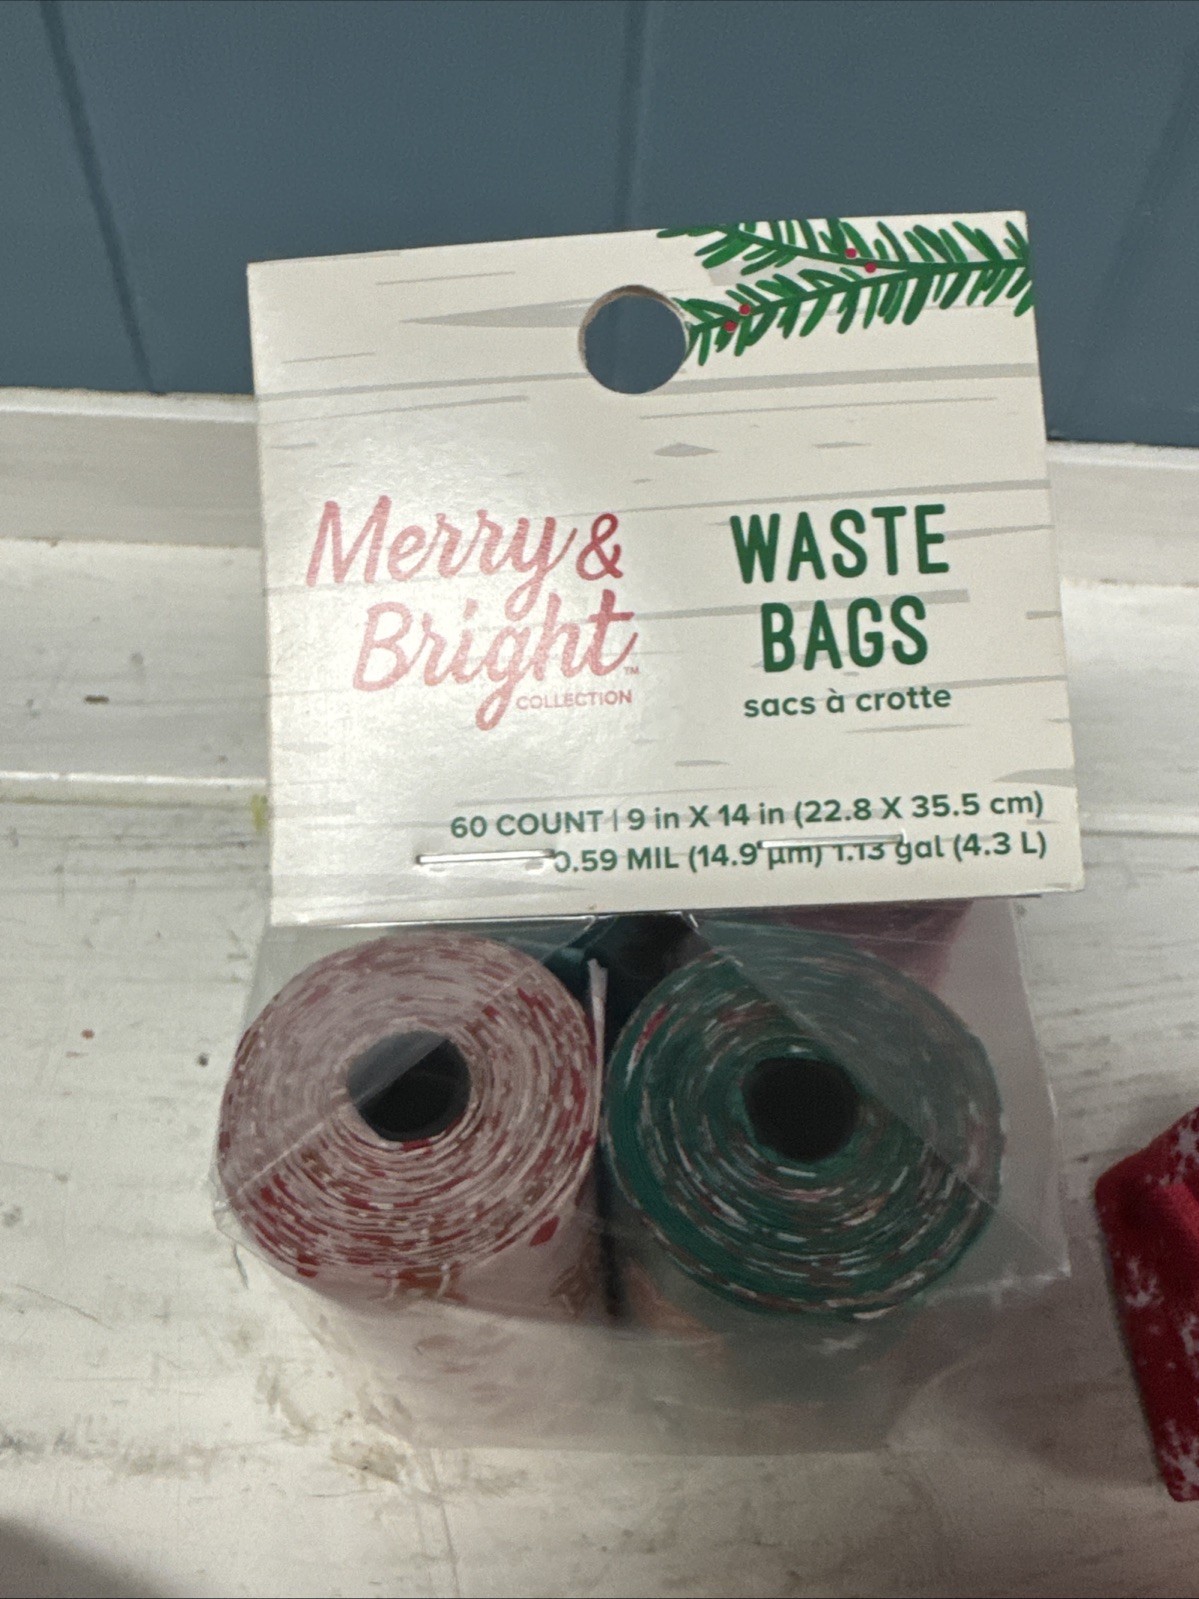 Merry &
Bright™
COLLECTION
WASTE
BAGS
sacs à crotte
60 COUNT | 9 in X 14 in (22.8 X 35.5 cm)
0.59 MIL (14.9 µm) 1.13 gal (4.3 L)